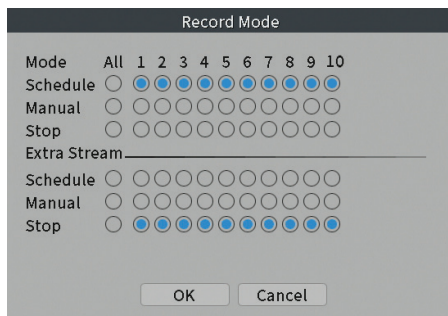 Record Mode
Mode All 1 2 3 4 5 6 7 8 9 10
Schedule
Manual
Stop
Extra Stream
Schedule
Manual
Stop
OK Cancel